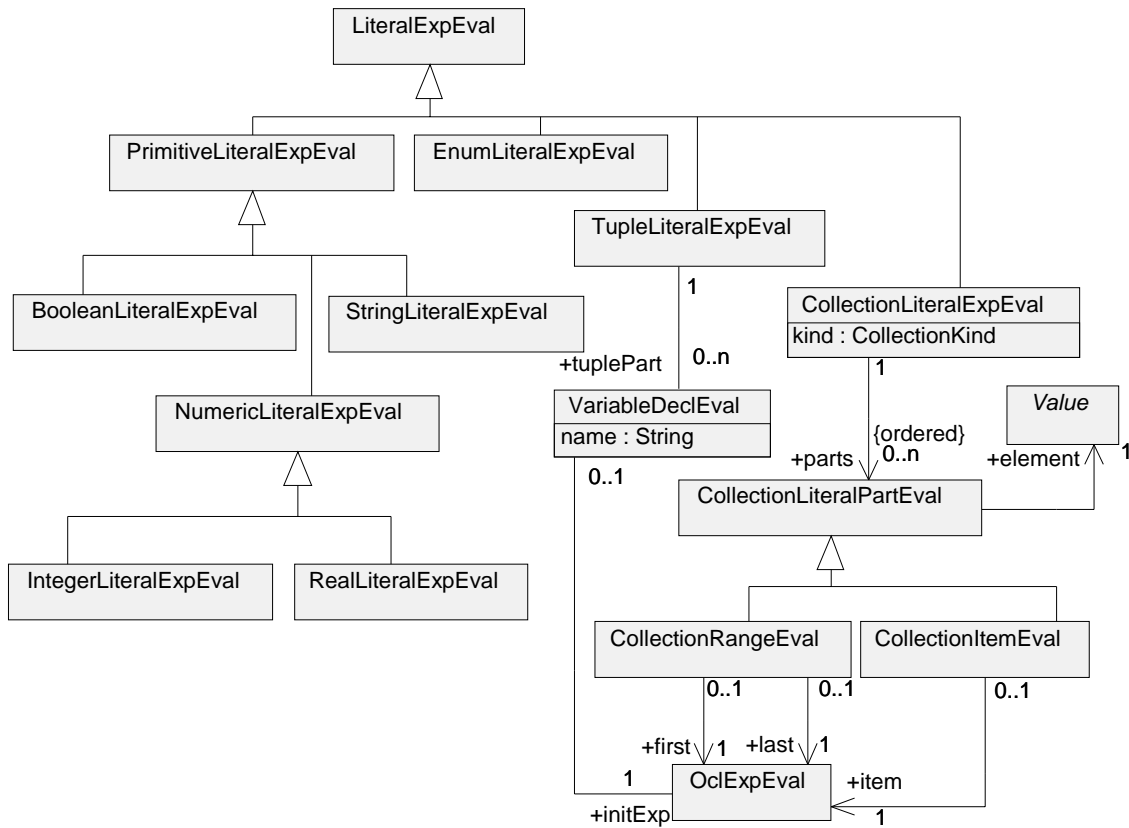 LiteralExpEval
PrimitiveLiteralExpEval
EnumLiteralExpEval
TupleLiteralExpEval
1
BooleanLiteralExpEval
StringLiteralExpEval
CollectionLiteralExpEval
kind : CollectionKind
1
+tuplePart
0..n
NumericLiteralExpEval
VariableDeclEval
name : String
0..1
Value
1
{ordered}
0..n
+parts
+element
CollectionLiteralPartEval
IntegerLiteralExpEval
RealLiteralExpEval
CollectionRangeEval
CollectionItemEval
0..1
0..1
0..1
+first
1
+last
1
OclExpEval
1
+initExp
+item
1